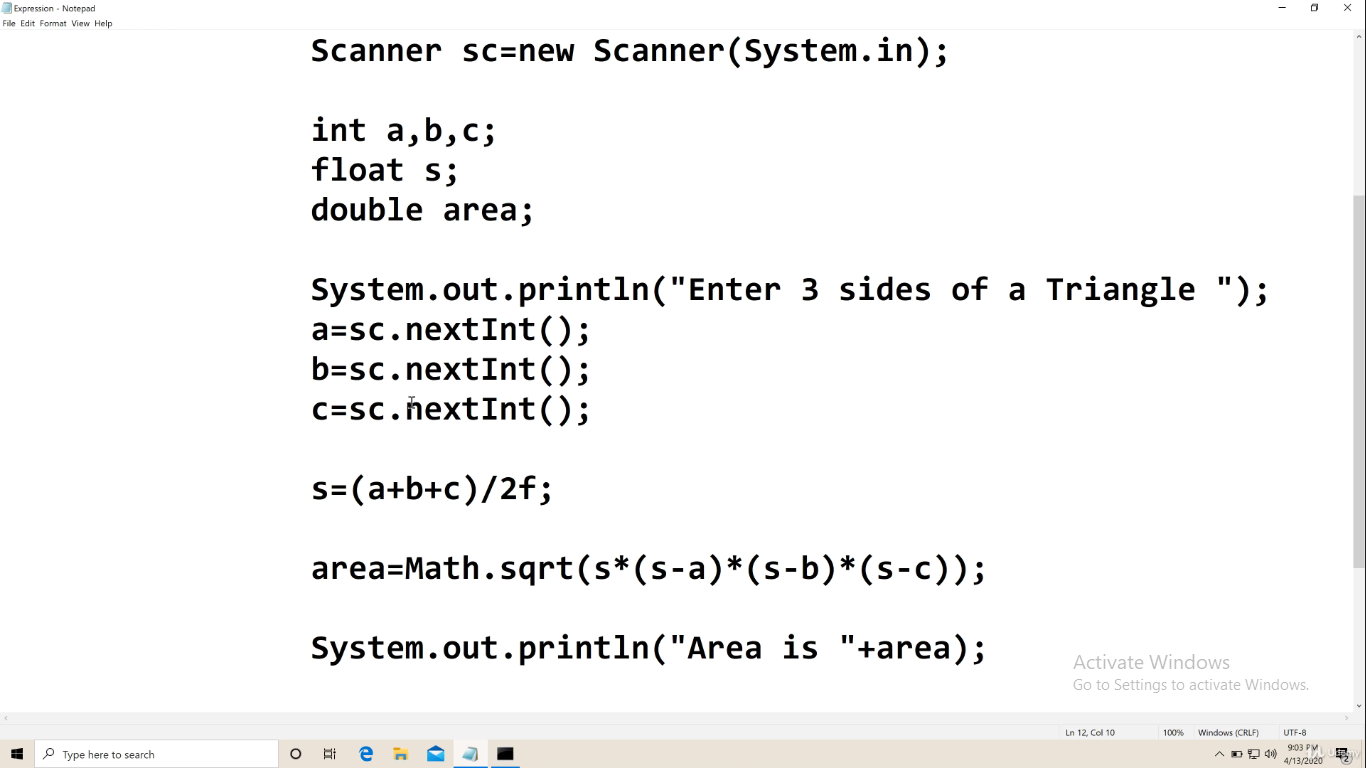 Expression - Notepad
File Edit Format View Help
Scanner sc=new Scanner(System.in);
int a,b,c;
float s;
double area;
System.out.println("Enter 3 sides of a Triangle ");
a=sc.nextInt();
b=sc.nextInt();
c=sc.nextInt();
s=(a+b+c)/2f;
area=Math.sqrt(s*(s-a)*(s-b)*(s-c));
System.out.println("Area is "+area);
Activate Windows
Go to Settings to activate Windows.
Ln 12, Col 10 100% Windows (CRLF) UTF-8
Type here to search
9:03 PM
4/13/2020
2